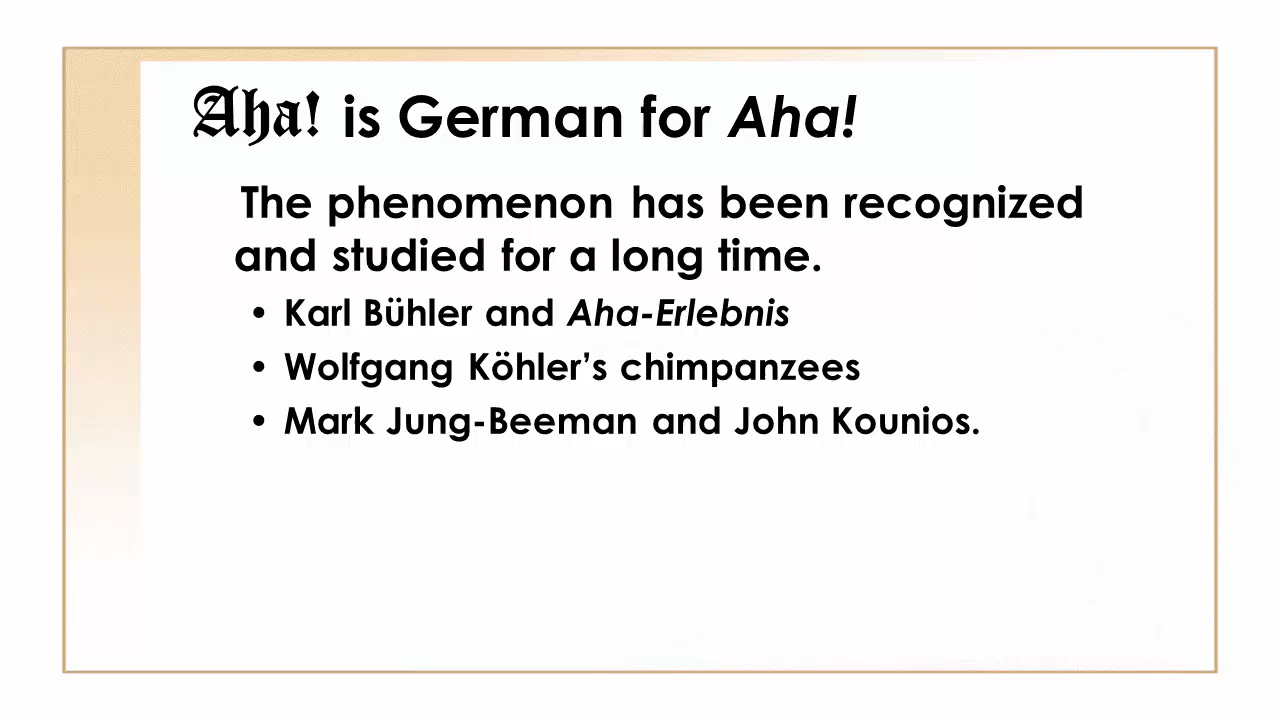 Aha! is German for Aha!
The phenomenon has been recognized
and studied for a long time.
• Karl Bühler and Aha-Erlebnis
• Wolfgang Köhler’s chimpanzees
• Mark Jung-Beeman and John Kounios.